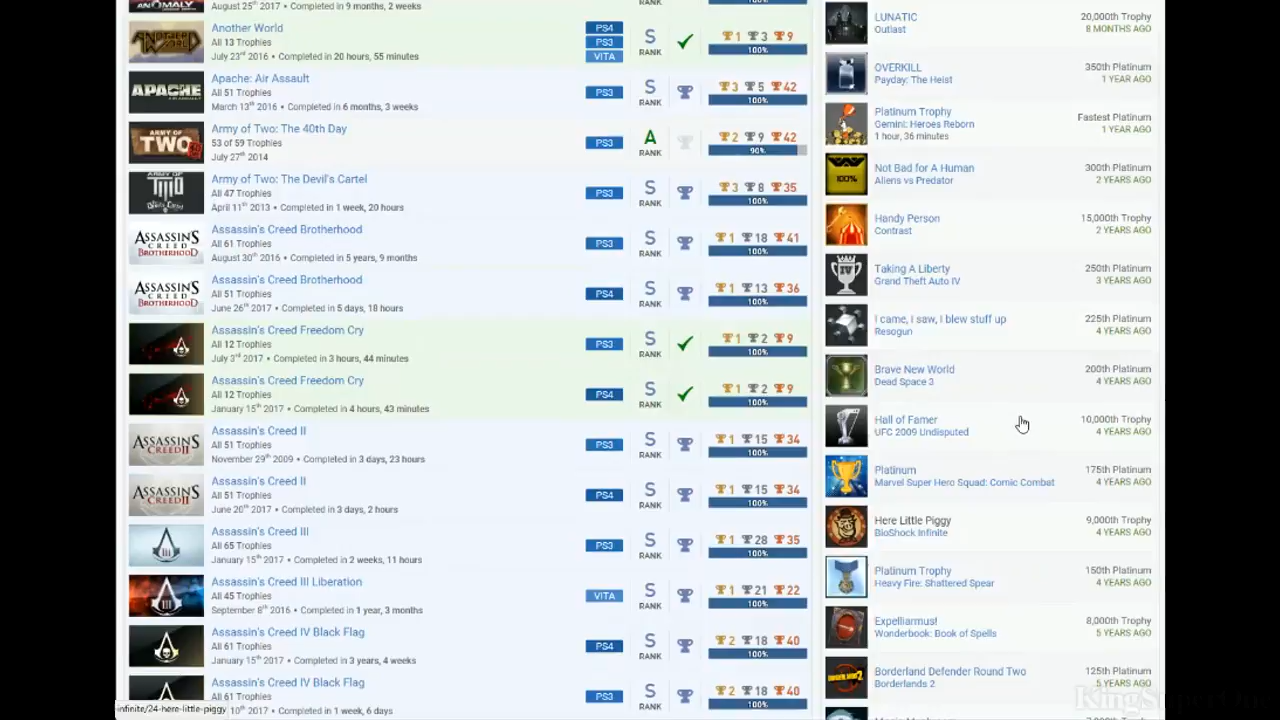 ANOMALY
August 25th 2017 • Completed in 9 months, 2 weeks
RANK
100%
ANOTHER WORLD
Another World
All 13 Trophies
July 23rd 2016 • Completed in 20 hours, 55 minutes
PS4
PS3
VITA
S
RANK
1 3 9
100%
APACHE
Apache: Air Assault
All 51 Trophies
March 13th 2016 • Completed in 6 months, 3 weeks
PS3
S
RANK
3 5 42
100%
ARMY OF TWO
Army of Two: The 40th Day
53 of 59 Trophies
July 27th 2014
PS3
A
RANK
2 9 42
90%
Army of Two: The Devil's Cartel
All 47 Trophies
April 11th 2013 • Completed in 1 week, 20 hours
PS3
S
RANK
3 8 35
100%
ASSASSIN'S CREED BROTHERHOOD
Assassin's Creed Brotherhood
All 61 Trophies
August 30th 2016 • Completed in 5 years, 9 months
PS3
S
RANK
1 18 41
100%
ASSASSIN'S CREED BROTHERHOOD
Assassin's Creed Brotherhood
All 51 Trophies
June 26th 2017 • Completed in 5 days, 18 hours
PS4
S
RANK
1 13 36
100%
Assassin's Creed Freedom Cry
All 12 Trophies
July 3rd 2017 • Completed in 3 hours, 44 minutes
PS3
S
RANK
1 2 9
100%
Assassin's Creed Freedom Cry
All 12 Trophies
January 15th 2017 • Completed in 4 hours, 43 minutes
PS4
S
RANK
1 2 9
100%
ASSASSIN'S CREED II
Assassin's Creed II
All 51 Trophies
November 29th 2009 • Completed in 3 days, 23 hours
PS3
S
RANK
1 15 34
100%
ASSASSIN'S CREED II
Assassin's Creed II
All 51 Trophies
June 20th 2017 • Completed in 3 days, 2 hours
PS4
S
RANK
1 15 34
100%
Assassin's Creed III
All 65 Trophies
January 15th 2017 • Completed in 2 weeks, 11 hours
PS3
S
RANK
1 28 35
100%
Assassin's Creed III Liberation
All 45 Trophies
September 8th 2016 • Completed in 1 year, 3 months
VITA
S
RANK
1 21 22
100%
Assassin's Creed IV Black Flag
All 61 Trophies
January 15th 2017 • Completed in 3 years, 4 weeks
PS4
S
RANK
2 18 40
100%
Assassin's Creed IV Black Flag
All 61 Trophies
10th 2017 • Completed in 1 week, 6 days
PS3
S
RANK
2 18 40
100%
infinite/24-here-little-piggy
LUNATIC
Outlast
20,000th Trophy
8 MONTHS AGO
OVERKILL
Payday: The Heist
350th Platinum
1 YEAR AGO
Platinum Trophy
Gemini: Heroes Reborn
1 hour, 36 minutes
Fastest Platinum
1 YEAR AGO
100%
Not Bad for A Human
Aliens vs Predator
300th Platinum
2 YEARS AGO
Handy Person
Contrast
15,000th Trophy
2 YEARS AGO
IV
Taking A Liberty
Grand Theft Auto IV
250th Platinum
3 YEARS AGO
I came, I saw, I blew stuff up
Resogun
225th Platinum
4 YEARS AGO
Brave New World
Dead Space 3
200th Platinum
4 YEARS AGO
Hall of Famer
UFC 2009 Undisputed
10,000th Trophy
4 YEARS AGO
Platinum
Marvel Super Hero Squad: Comic Combat
175th Platinum
4 YEARS AGO
Here Little Piggy
BioShock Infinite
9,000th Trophy
4 YEARS AGO
Platinum Trophy
Heavy Fire: Shattered Spear
150th Platinum
4 YEARS AGO
Expelliarmus!
Wonderbook: Book of Spells
8,000th Trophy
5 YEARS AGO
Borderland Defender Round Two
Borderlands 2
125th Platinum
5 YEARS AGO